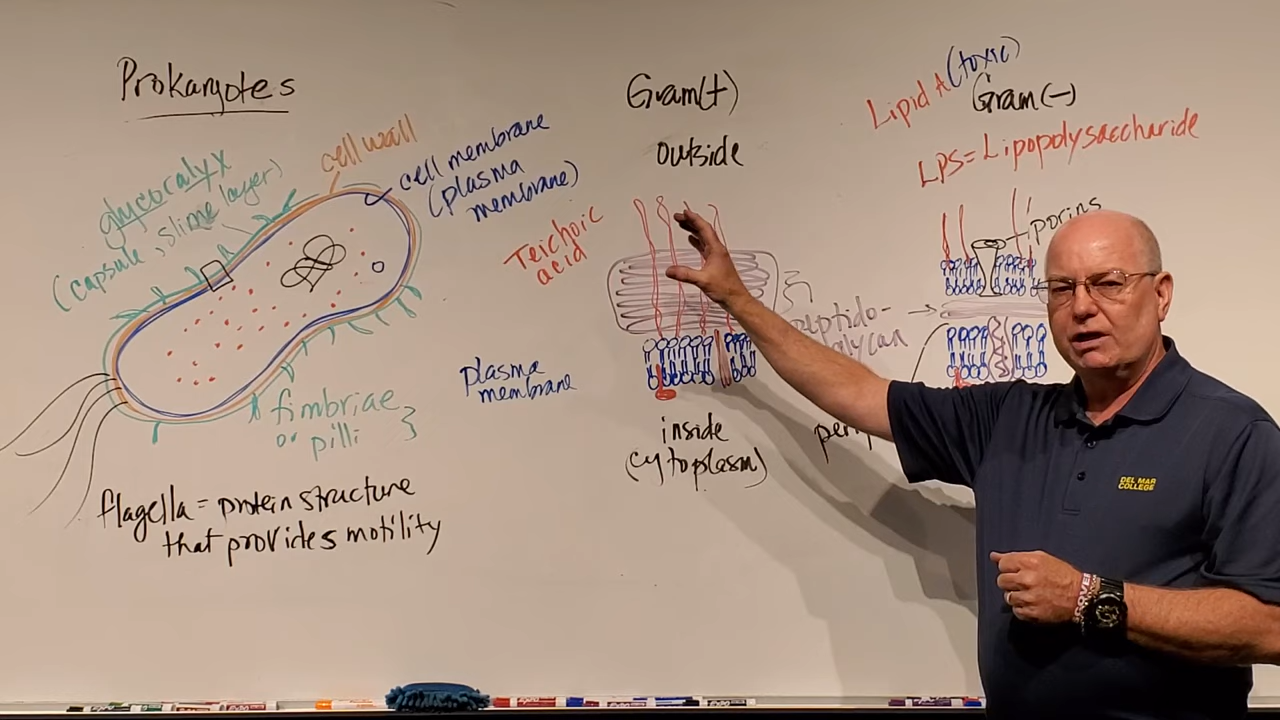 Prokaryotes
glycocalyx
(capsule, slime layer)
cell wall
cell membrane
(plasma
membrane)
fimbriae
or pilli
flagella = protein structure
that provides motility
Gram(+)
outside
Teichoic
acid
plasma
membrane
inside
(cytoplasm)
Lipid A (toxic)
Gram(-)
LPS = Lipopolysaccharide
porins
DEL MAR
COLLEGE